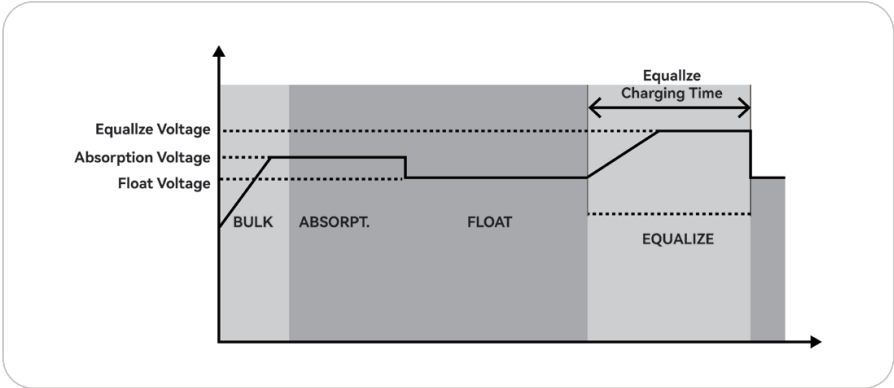 Equallze
Charging Time
Equallze Voltage
Absorption Voltage
Float Voltage
BULK
ABSORPT.
FLOAT
EQUALIZE